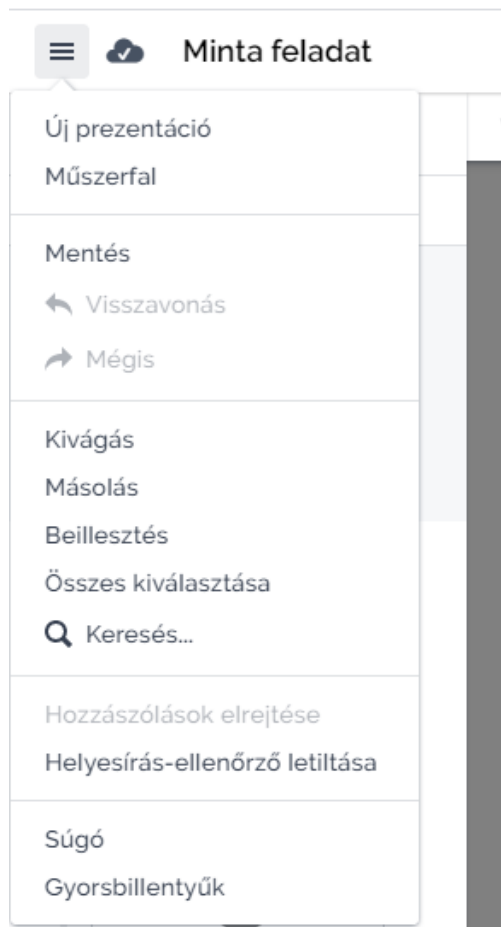 Minta feladat
Új prezentáció
Műszerfal
Mentés
Visszavonás
Mégis
Kivágás
Másolás
Beillesztés
Összes kiválasztása
Keresés...
Hozzászólások elrejtése
Helyesírás-ellenőrző letiltása
Súgó
Gyorsbillentyűk